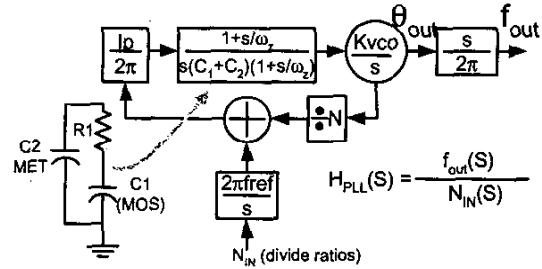 θout fout
Ip
2π
1+s/ωz
s(C1+C2)(1+s/ωz)
Kvco
s
s
2π
R1
C2
MET
C1
(MOS)
+
÷N
2πfref
s
HPLL(S) = fout(S)
NIN(S)
NIN (divide ratios)